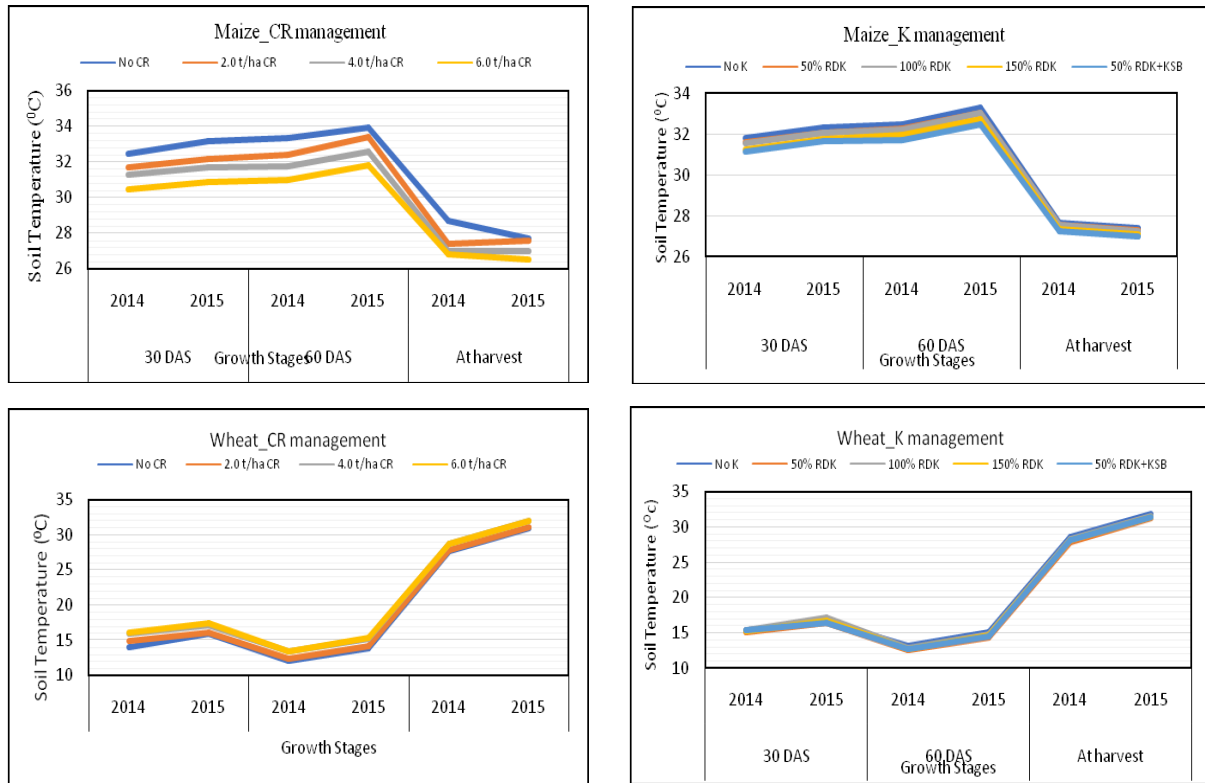 Maize_CR management
No CR 2.0 t/ha CR 4.0 t/ha CR 6.0 t/ha CR
Soil Temperature (⁰C)
36
34
32
30
28
26
2014 2015 2014 2015 2014 2015
30 DAS 60 DAS At harvest
Growth Stages
Maize_K management
No K 50% RDK 100% RDK 150% RDK 50% RDK+KSB
Soil Temperature (⁰C)
34
32
30
28
26
2014 2015 2014 2015 2014 2015
30 DAS 60 DAS At harvest
Growth Stages
Wheat_CR management
No CR 2.0 t/ha CR 4.0 t/ha CR 6.0 t/ha CR
Soil Temperature (⁰C)
35
30
25
20
15
10
2014 2015 2014 2015 2014 2015
Growth Stages
Wheat_K management
No K 50% RDK 100% RDK 150% RDK 50% RDK+KSB
Soil Temperature (°c)
35
30
25
20
15
10
2014 2015 2014 2015 2014 2015
30 DAS 60 DAS At harvest
Growth Stages